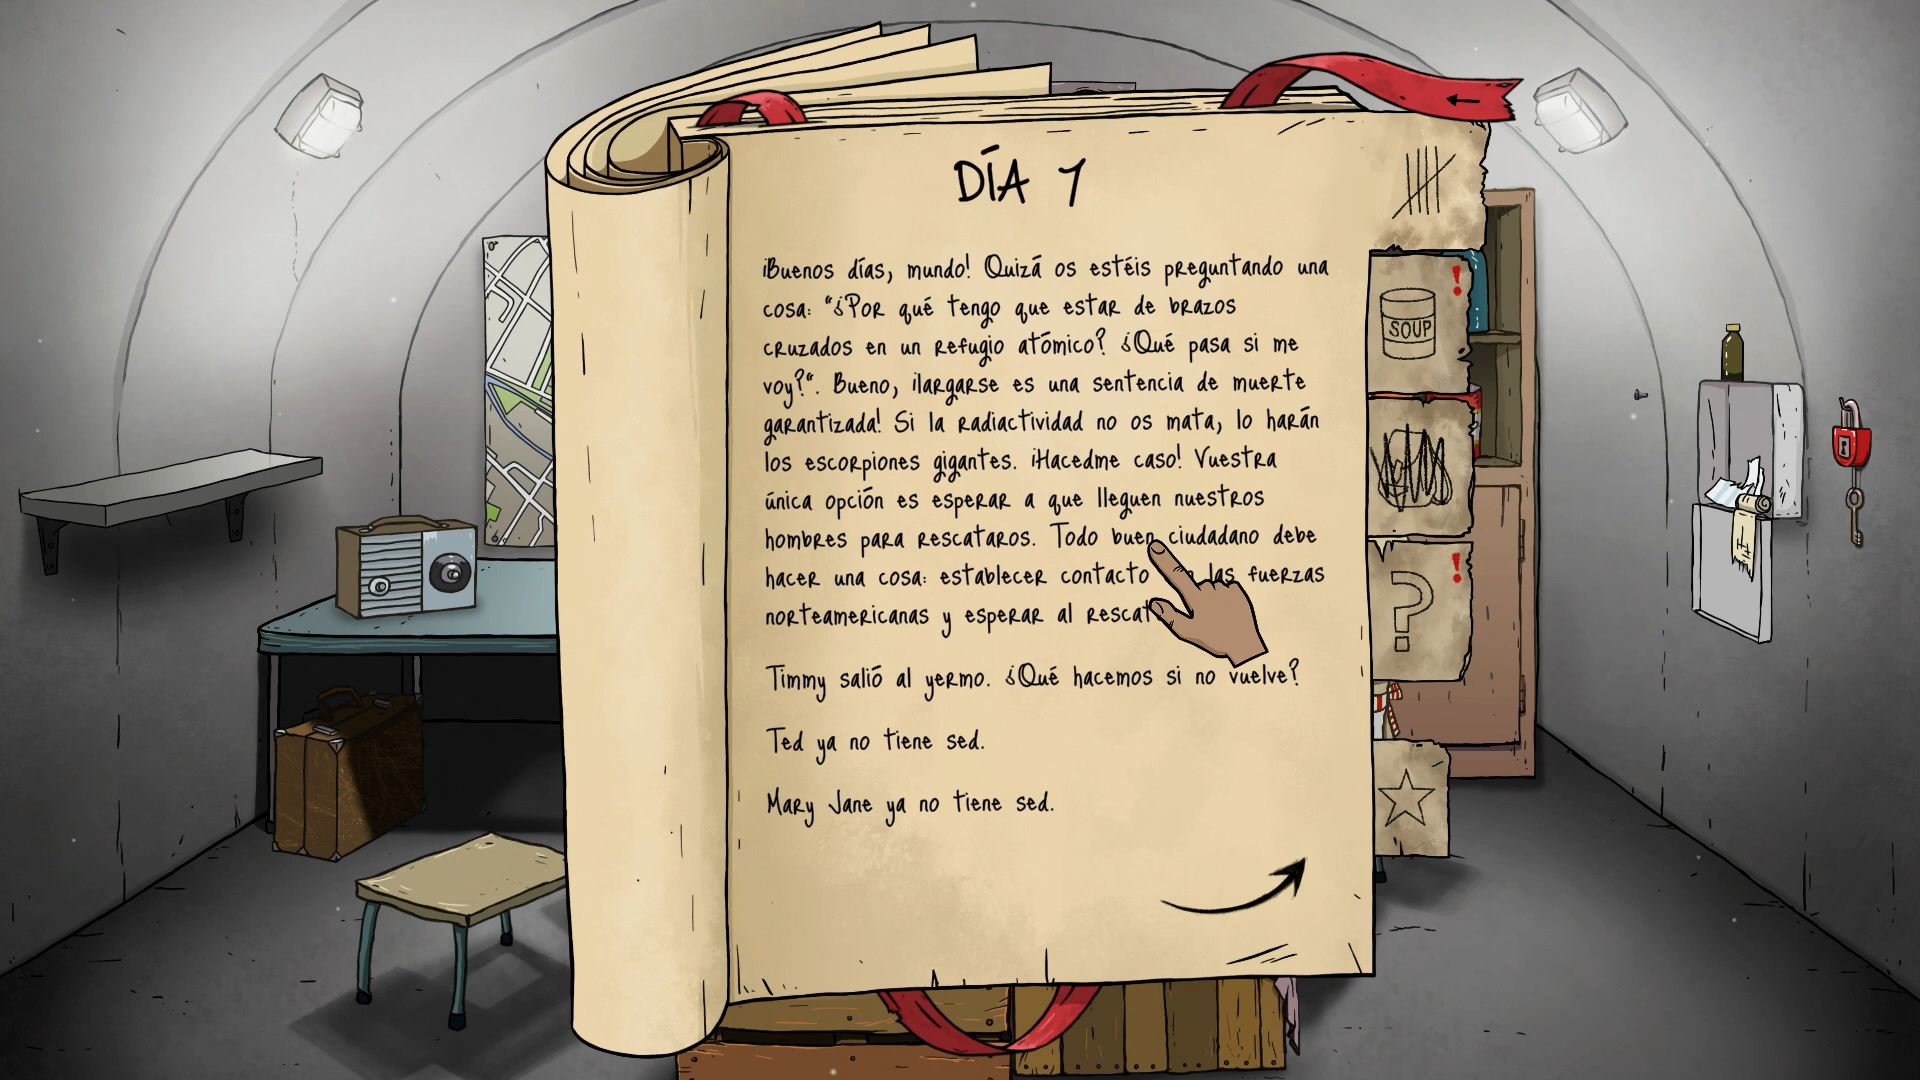 DÍA 7
¡Buenos días, mundo! Quizá os estéis preguntando una
cosa: "¿Por qué tengo que estar de brazos
cruzados en un refugio atómico? ¿Qué pasa si me
voy?". Bueno, ¡largarse es una sentencia de muerte
garantizada! Si la radiactividad no os mata, lo harán
los escorpiones gigantes. ¡Hacedme caso! Vuestra
única opción es esperar a que lleguen nuestros
hombres para rescataros. Todo buen ciudadano debe
hacer una cosa: establecer contacto las fuerzas
norteamericanas y esperar al
Timmy salió al yermo. ¿Qué hacemos si no vuelve?
Ted ya no tiene sed.
Mary Jane ya no tiene sed.
SOUP
!
?
!